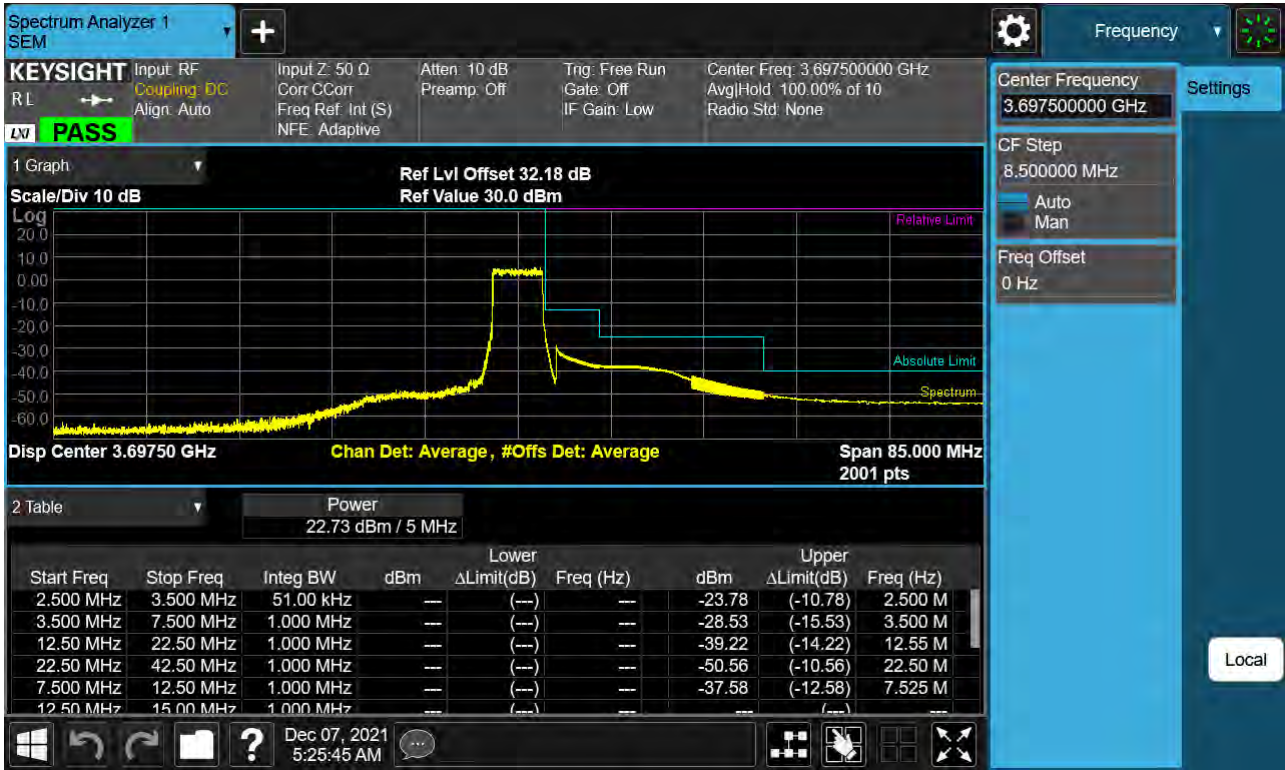 Spectrum Analyzer 1
SEM
Frequency
KEYSIGHT
RL
LXI
PASS
Input: RF
Coupling: DC
Align: Auto
Input Z: 50 Ω
Corr CCorr
Freq Ref: Int (S)
NFE: Adaptive
Atten: 10 dB
Preamp: Off
Trig: Free Run
Gate: Off
IF Gain: Low
Center Freq: 3.697500000 GHz
Avg|Hold: 100.00% of 10
Radio Std: None
Center Frequency
3.697500000 GHz
Settings
CF Step
8.500000 MHz
Auto
Man
Freq Offset
0 Hz
Local
1 Graph
Scale/Div 10 dB
Ref Lvl Offset 32.18 dB
Ref Value 30.0 dBm
Log
20.0
10.0
0.00
-10.0
-20.0
-30.0
-40.0
-50.0
-60.0
Relative Limit
Absolute Limit
Spectrum
Disp Center 3.69750 GHz
Chan Det: Average , #Offs Det: Average
Span 85.000 MHz
2001 pts
2 Table
Power
22.73 dBm / 5 MHz
Lower Upper
Start Freq Stop Freq Integ BW dBm ΔLimit(dB) Freq (Hz) dBm ΔLimit(dB) Freq (Hz)
2.500 MHz 3.500 MHz 51.00 kHz --- (---) --- -23.78 (-10.78) 2.500 M
3.500 MHz 7.500 MHz 1.000 MHz --- (---) --- -28.53 (-15.53) 3.500 M
12.50 MHz 22.50 MHz 1.000 MHz --- (---) --- -39.22 (-14.22) 12.55 M
22.50 MHz 42.50 MHz 1.000 MHz --- (---) --- -50.56 (-10.56) 22.50 M
7.500 MHz 12.50 MHz 1.000 MHz --- (---) --- -37.58 (-12.58) 7.525 M
12.50 MHz 15.00 MHz 1.000 MHz --- (---) --- --- (---) ---
Dec 07, 2021
5:25:45 AM